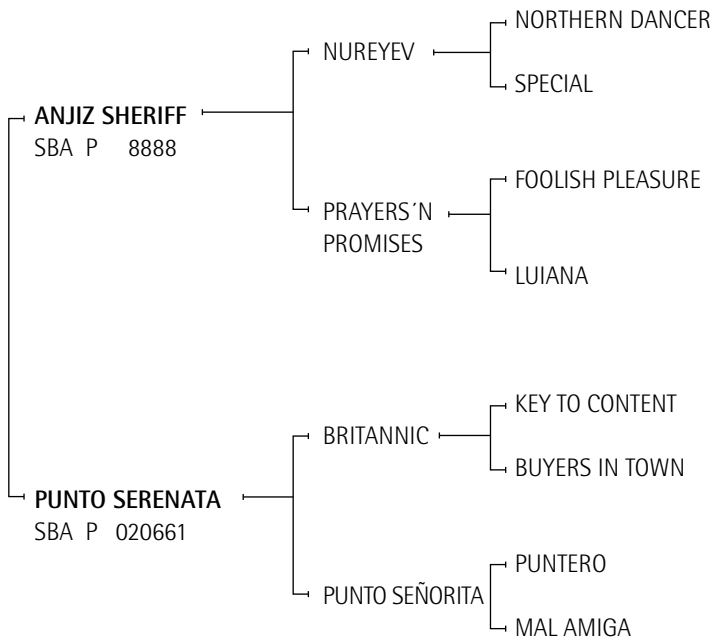 NORTHERN DANCER
NUREYEV
SPECIAL
ANJIZ SHERIFF
SBA P 8888
FOOLISH PLEASURE
PRAYERS´N
PROMISES
LUIANA
KEY TO CONTENT
BRITANNIC
BUYERS IN TOWN
PUNTO SERENATA
SBA P 020661
PUNTERO
PUNTO SEÑORITA
MAL AMIGA